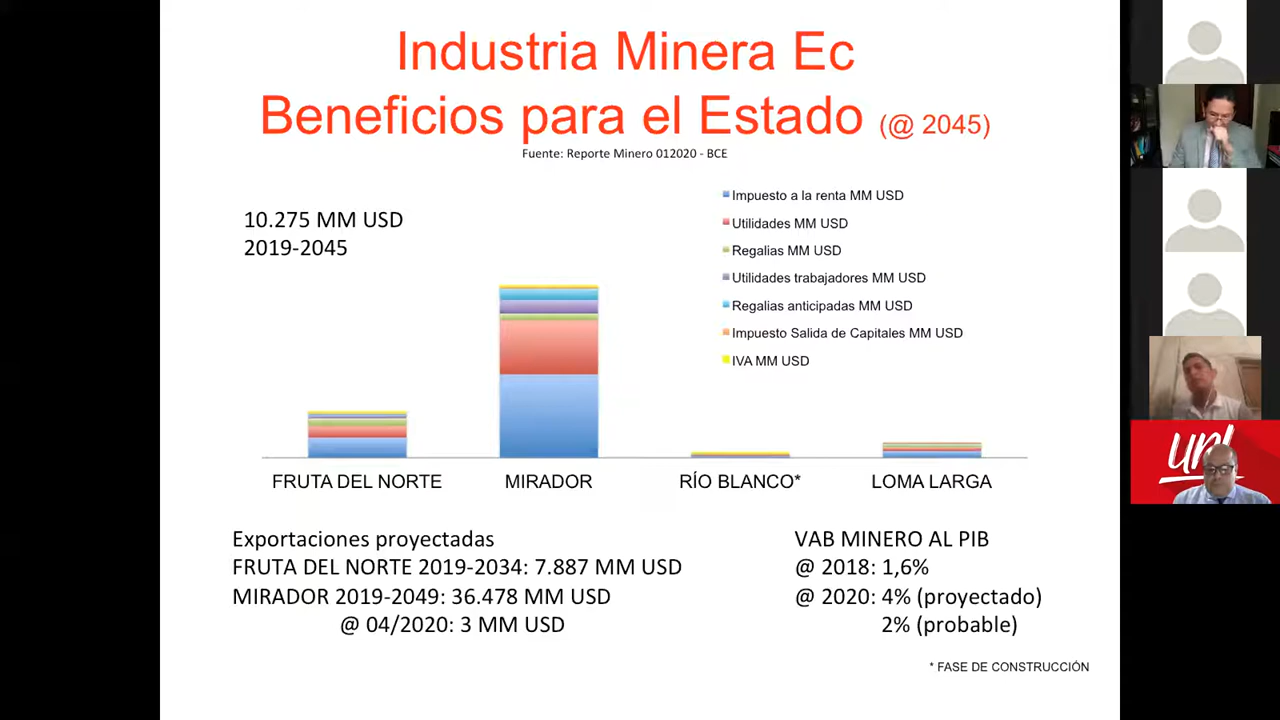 Industria Minera Ec
Beneficios para el Estado (@ 2045)
Fuente: Reporte Minero 012020 - BCE
10.275 MM USD
2019-2045
Impuesto a la renta MM USD
Utilidades MM USD
Regalias MM USD
Utilidades trabajadores MM USD
Regalias anticipadas MM USD
Impuesto Salida de Capitales MM USD
IVA MM USD
FRUTA DEL NORTE
MIRADOR
RÍO BLANCO*
LOMA LARGA
Exportaciones proyectadas
FRUTA DEL NORTE 2019-2034: 7.887 MM USD
MIRADOR 2019-2049: 36.478 MM USD
@ 04/2020: 3 MM USD
VAB MINERO AL PIB
@ 2018: 1,6%
@ 2020: 4% (proyectado)
2% (probable)
* FASE DE CONSTRUCCIÓN